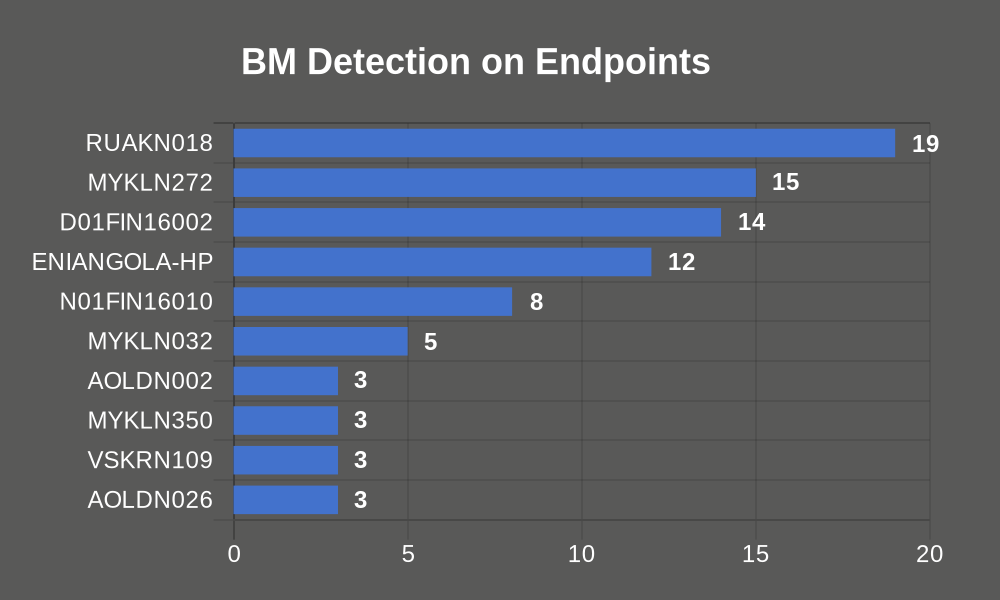 BM Detection on Endpoints
RUAKN018 19
MYKLN272 15
D01FIN16002 14
ENIANGOLA-HP 12
N01FIN16010 8
MYKLN032 5
AOLDN002 3
MYKLN350 3
VSKRN109 3
AOLDN026 3
0 5 10 15 20